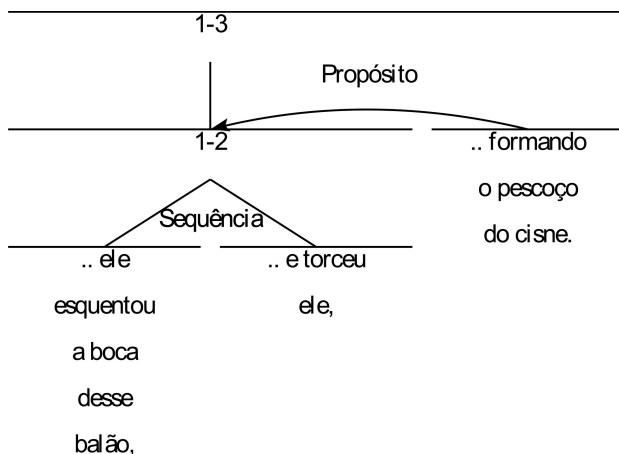 1-3
Propósito
1-2
.. formando
o pescoço
do cisne.
Sequência
.. ele
esquentou
a boca
desse
balão,
.. e torceu
ele,